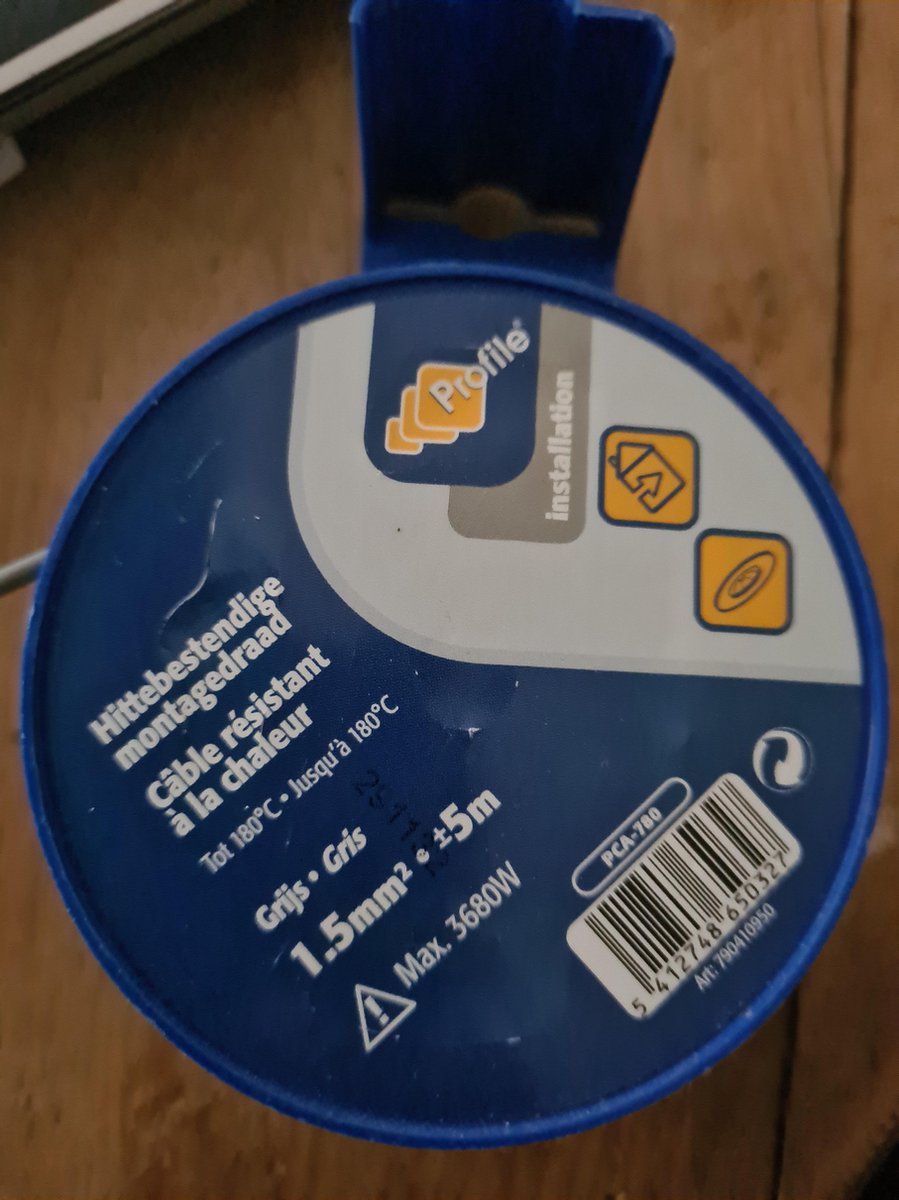 Profile®
installation
Hittebestendige
montagedraad
Câble résistant
à la chaleur
Tot 180°C • Jusqu'à 180°C
Grijs • Gris
1.5mm² • ±5m
Max. 3680W
PCA-780
5 412748 650327
Art: 790410950